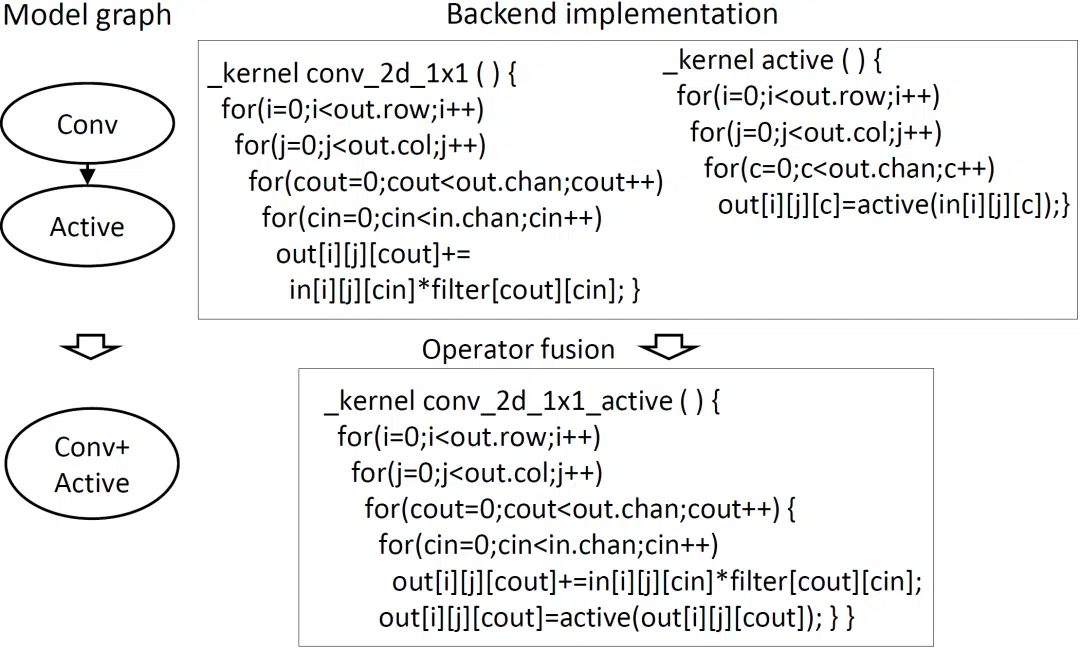 Model graph
Backend implementation
Conv
Active
_kernel conv_2d_1x1 ( ) {
for(i=0;i<out.row;i++)
for(j=0;j<out.col;j++)
for(cout=0;cout<out.chan;cout++)
for(cin=0;cin<in.chan;cin++)
out[i][j][cout]+=
in[i][j][cin]*filter[cout][cin]; }
_kernel active ( ) {
for(i=0;i<out.row;i++)
for(j=0;j<out.col;j++)
for(c=0;c<out.chan;c++)
out[i][j][c]=active(in[i][j][c]);}
Operator fusion
Conv+
Active
_kernel conv_2d_1x1_active ( ) {
for(i=0;i<out.row;i++)
for(j=0;j<out.col;j++)
for(cout=0;cout<out.chan;cout++) {
for(cin=0;cin<in.chan;cin++)
out[i][j][cout]+=in[i][j][cin]*filter[cout][cin];
out[i][j][cout]=active(out[i][j][cout]); } }